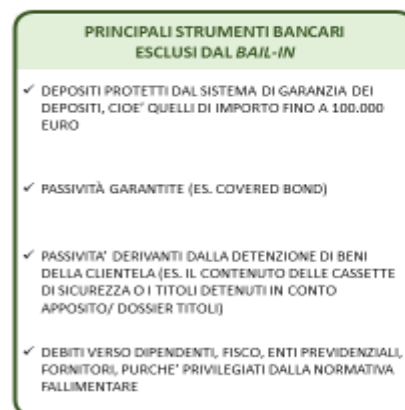 PRINCIPALI STRUMENTI BANCARI
ESCLUSI DAL BAIL-IN
✓ DEPOSITI PROTETTI DAL SISTEMA DI GARANZIA DEI
DEPOSITI, CIOE' QUELLI DI IMPORTO FINO A 100.000
EURO
✓ PASSIVITÀ GARANTITE (ES. COVERED BOND)
✓ PASSIVITA' DERIVANTI DALLA DETENZIONE DI BENI
DELLA CLIENTELA (ES. IL CONTENUTO DELLE CASSETTE
DI SICUREZZA O I TITOLI DETENUTI IN CONTO
APPOSITO/ DOSSIER TITOLI)
✓ DEBITI VERSO DIPENDENTI, FISCO, ENTI PREVIDENZIALI,
FORNITORI, PURCHE' PRIVILEGIATI DALLA NORMATIVA
FALLIMENTARE